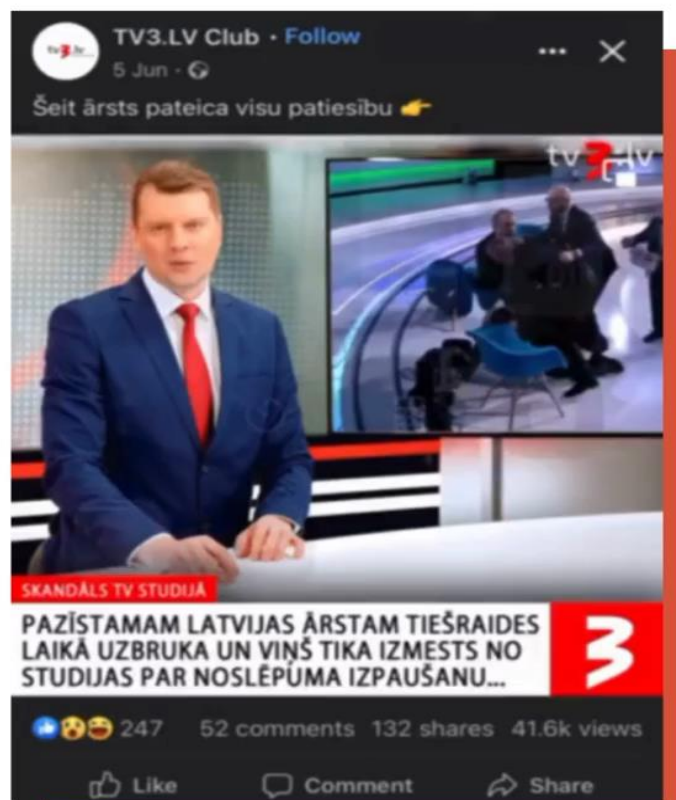 TV3.LV Club · Follow
5 Jun ·
Šeit ārsts pateica visu patiesību 👉
tv3.lv
SKANDĀLS TV STUDIJĀ
PAZĪSTAMAM LATVIJAS ĀRSTAM TIEŠRAIDES
LAIKĀ UZBRUKA UN VIŅŠ TIKA IZMESTS NO
STUDIJAS PAR NOSLĒPUMA IZPAUŠANU...
3
247 52 comments 132 shares 41.6k views
Like Comment Share